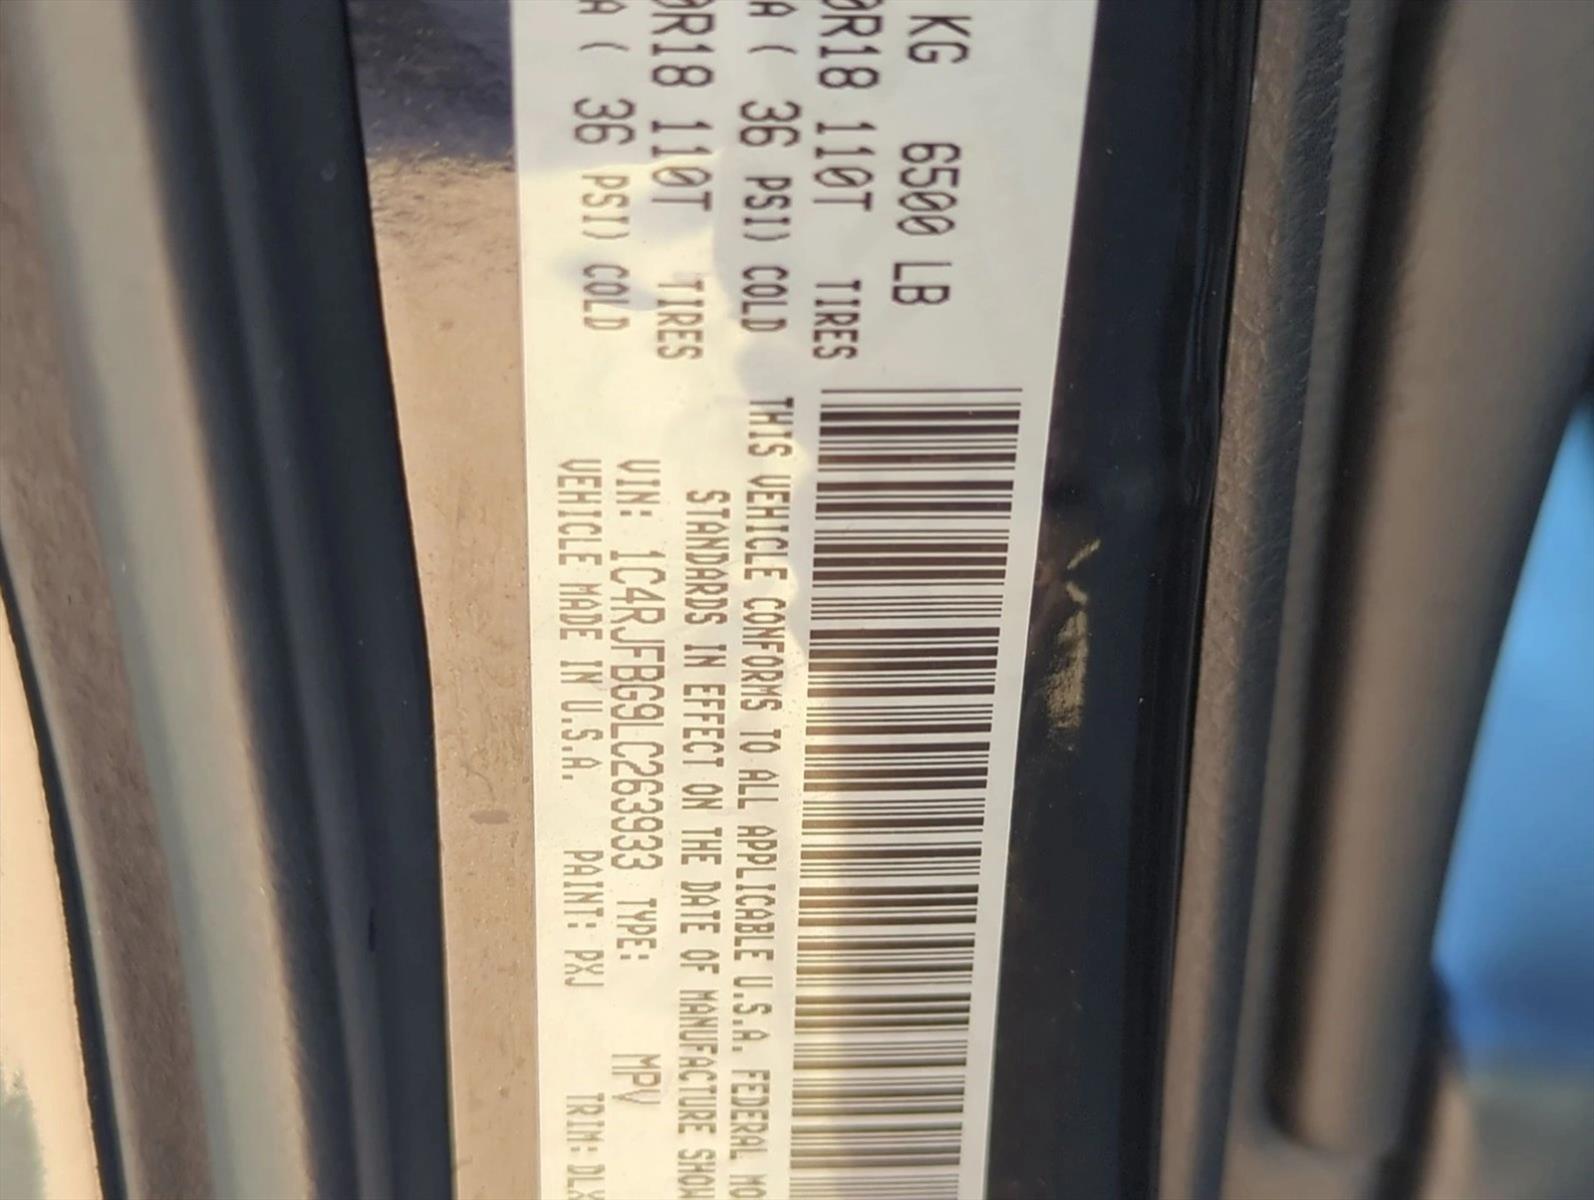 KG 6500 LB
0R18 110T TIRES
A ( 36 PSI) COLD
0R18 110T TIRES
A ( 36 PSI) COLD
THIS VEHICLE CONFORMS TO ALL APPLICABLE U.S.A. FEDERAL MO
STANDARDS IN EFFECT ON THE DATE OF MANUFACTURE SHOW
VIN: 1C4RJFBG9LC263933 TYPE: MPV
VEHICLE MADE IN U.S.A. PAINT: PXJ TRIM: DLX